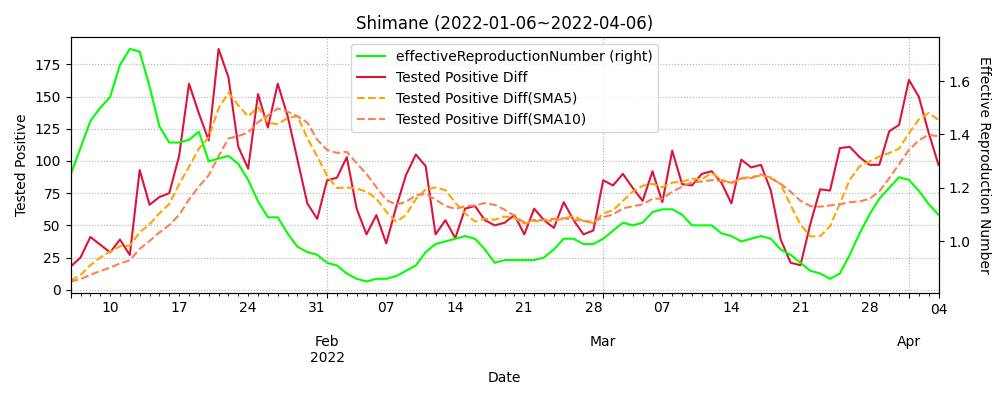 Shimane (2022-01-06~2022-04-06)
effectiveReproductionNumber (right)
Tested Positive Diff
Tested Positive Diff(SMA5)
Tested Positive Diff(SMA10)
Tested Positive
175
150
125
100
75
50
25
0
1.6
1.4
1.2
1.0
Effective Reproduction Number
10 17 24 31 07 14 21 28 07 14 21 28 04
Feb Mar Apr
2022
Date